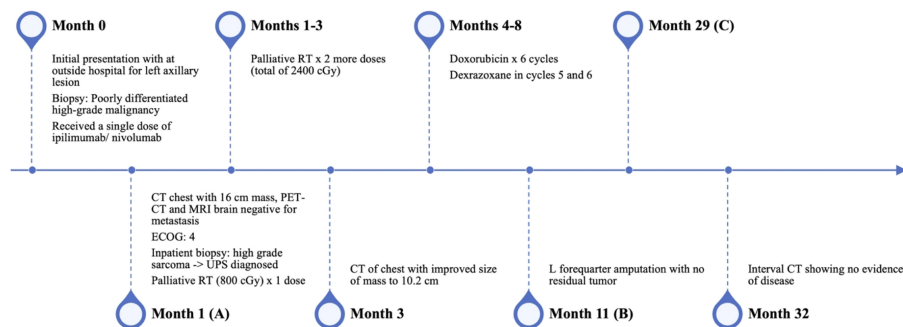 Month 0
Initial presentation with at
outside hospital for left axillary
lesion
Biopsy: Poorly differentiated
high-grade malignancy
Received a single dose of
ipilimumab/ nivolumab
Months 1-3
Palliative RT x 2 more doses
(total of 2400 cGy)
Months 4-8
Doxorubicin x 6 cycles
Dexrazoxane in cycles 5 and 6
Month 29 (C)
CT chest with 16 cm mass, PET-
CT and MRI brain negative for
metastasis
ECOG: 4
Inpatient biopsy: high grade
sarcoma -> UPS diagnosed
Palliative RT (800 cGy) x 1 dose
Month 1 (A)
CT of chest with improved size
of mass to 10.2 cm
Month 3
L forequarter amputation with no
residual tumor
Month 11 (B)
Interval CT showing no evidence
of disease
Month 32